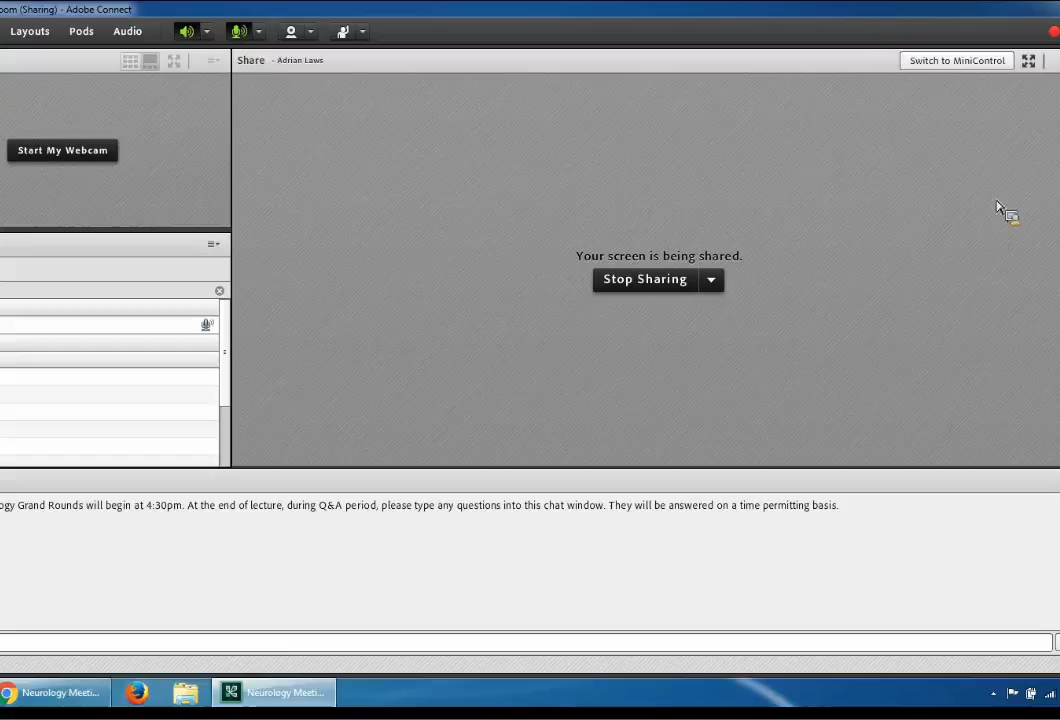 oom (Sharing) - Adobe Connect
Layouts Pods Audio
Share - Adrian Laws Switch to MiniControl
Start My Webcam
Your screen is being shared.
Stop Sharing
ogy Grand Rounds will begin at 4:30pm. At the end of lecture, during Q&A period, please type any questions into this chat window. They will be answered on a time permitting basis.
Neurology Meeti... Neurology Meeti...